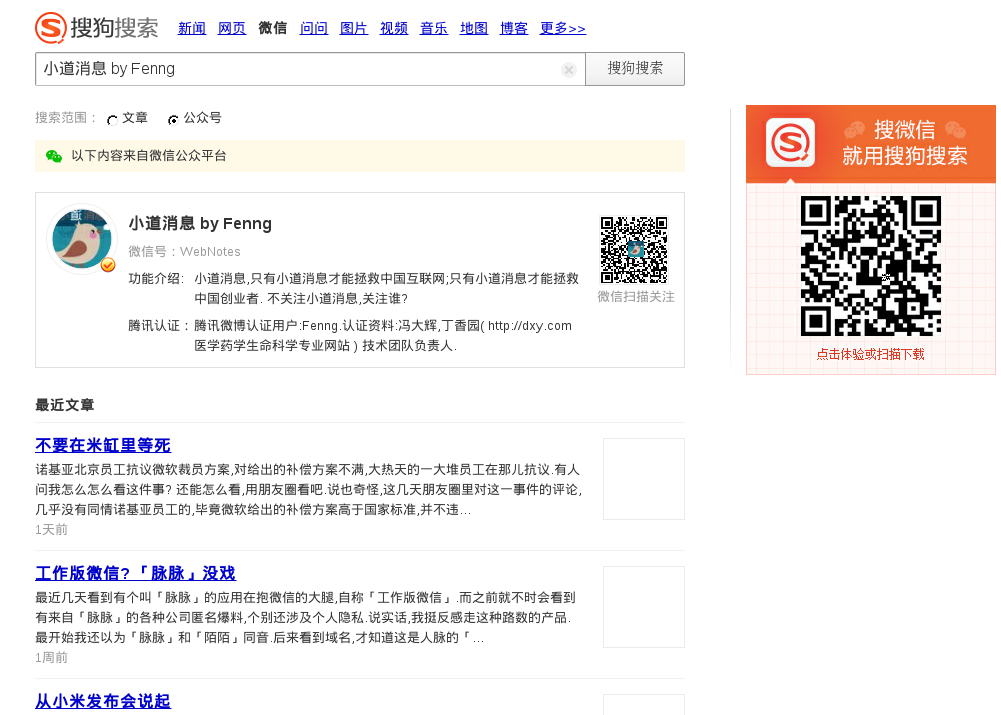 搜狗搜索
新闻 网页 微信 问问 图片 视频 音乐 地图 博客 更多>>
小道消息 by Fenng
搜狗搜索
搜索范围： 文章 公众号
以下内容来自微信公众平台
小道消息 by Fenng
微信号：WebNotes
功能介绍： 小道消息,只有小道消息才能拯救中国互联网;只有小道消息才能拯救
中国创业者. 不关注小道消息,关注谁?
腾讯认证： 腾讯微博认证用户:Fenng.认证资料:冯大辉,丁香园( http://dxy.com
医学药学生命科学专业网站 ) 技术团队负责人.
微信扫描关注
最近文章
不要在米缸里等死
诺基亚北京员工抗议微软裁员方案,对给出的补偿方案不满,大热天的一大堆员工在那儿抗议.有人
问我怎么怎么看这件事? 还能怎么看,用朋友圈看吧.说也奇怪,这几天朋友圈里对这一事件的评论,
几乎没有同情诺基亚员工的,毕竟微软给出的补偿方案高于国家标准,并不违...
1天前
工作版微信?「脉脉」没戏
最近几天看到有个叫「脉脉」的应用在抱微信的大腿,自称「工作版微信」.而之前就不时会看到
有来自「脉脉」的各种公司匿名爆料,个别还涉及个人隐私.说实话,我挺反感走这种路数的产品.
最开始我还以为「脉脉」和「陌陌」同音.后来看到域名,才知道这是人脉的「...
1周前
从小米发布会说起
搜微信
就用搜狗搜索
点击体验或扫描下载